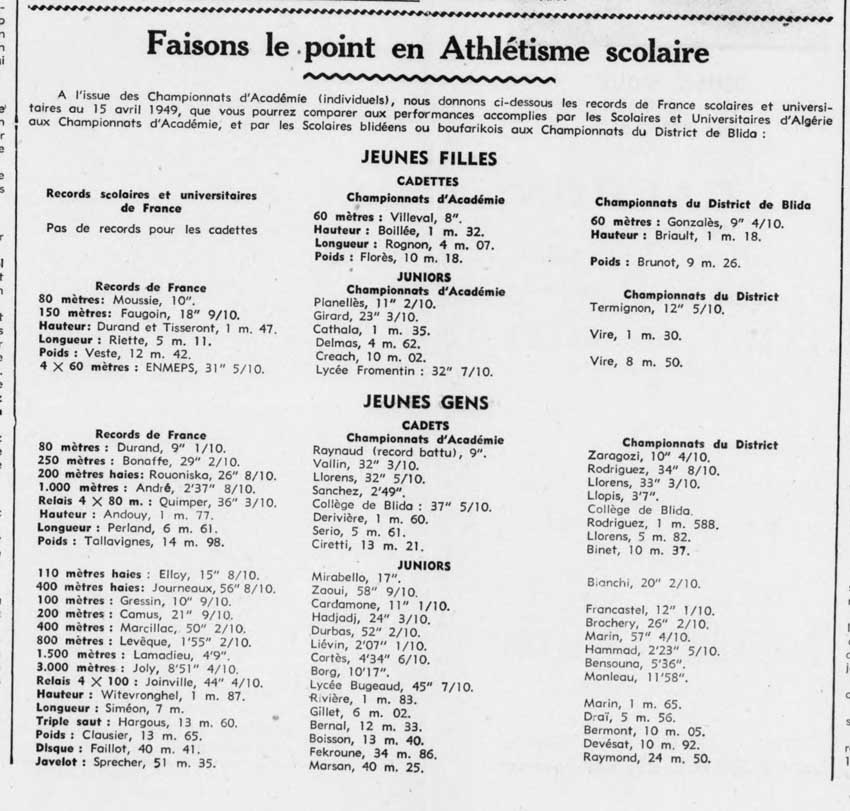 Faisons le point en Athlétisme scolaire
A l'issue des Championnats d'Académie (individuels), nous donnons ci-dessous les records de France scolaires et universi-
taires au 15 avril 1949, que vous pourrez comparer aux performances accomplies par les Scolaires et Universitaires d'Algérie
aux Championnats d'Académie, et par les Scolaires blidéens ou boufarikois aux Championnats du District de Blida :
JEUNES FILLES
CADETTES
Records scolaires et universitaires
de France
Pas de records pour les cadettes
Championnats d'Académie
60 mètres : Villeval, 8".
Hauteur : Boillée, 1 m. 32.
Longueur : Rognon, 4 m. 07.
Poids : Florès, 10 m. 18.
Championnats du District de Blida
60 mètres : Gonzalès, 9" 4/10.
Hauteur : Briault, 1 m. 18.
Poids : Brunot, 9 m. 26.
JUNIORS
Records de France
80 mètres: Moussie, 10".
150 mètres: Faugoin, 18" 9/10.
Hauteur: Durand et Tisseront, 1 m. 47.
Longueur : Riette, 5 m. 11.
Poids : Veste, 12 m. 42.
4 X 60 mètres : ENMEPS, 31" 5/10.
Championnats d'Académie
Planellès, 11" 2/10.
Girard, 23" 3/10.
Cathala, 1 m. 35.
Delmas, 4 m. 62.
Creach, 10 m. 02.
Lycée Fromentin : 32" 7/10.
Championnats du District
Termignon, 12" 5/10.
Vire, 1 m. 30.
Vire, 8 m. 50.
JEUNES GENS
CADETS
Records de France
80 mètres : Durand, 9" 1/10.
250 mètres : Bonaffe, 29" 2/10.
200 mètres haies: Rouoniska, 26" 8/10.
1.000 mètres : André, 2'37" 8/10.
Relais 4 X 80 m. : Quimper, 36" 3/10.
Hauteur : Andouy, 1 m. 77.
Longueur : Perland, 6 m. 61.
Poids : Tallavignes, 14 m. 98.
Championnats d'Académie
Raynaud (record battu), 9".
Vallin, 32" 3/10.
Llorens, 32" 5/10.
Sanchez, 2'49".
Collège de Blida : 37" 5/10.
Derivière, 1 m. 60.
Serio, 5 m. 61.
Ciretti, 13 m. 21.
Championnats du District
Zaragozi, 10" 4/10.
Rodriguez, 34" 8/10.
Llorens, 33" 3/10.
Llopis, 3'7".
Collège de Blida.
Rodriguez, 1 m. 588.
Llorens, 5 m. 82.
Binet, 10 m. 37.
JUNIORS
110 mètres haies : Elloy, 15" 8/10.
400 mètres haies: Journeaux, 56" 8/10.
100 mètres : Gressin, 10" 9/10.
200 mètres : Camus, 21" 9/10.
400 mètres : Marcillac, 50" 2/10.
800 mètres : Levèque, 1'55" 2/10.
1.500 mètres : Lamadieu, 4'9".
3.000 mètres : Joly, 8'51" 4/10.
Relais 4 X 100 : Joinville, 44" 4/10.
Hauteur : Witevronghel, 1 m. 87.
Longueur : Siméon, 7 m.
Triple saut : Hargous, 13 m. 60.
Poids : Clausier, 13 m. 65.
Disque : Faillot, 40 m. 41.
Javelot : Sprecher, 51 m. 35.
Mirabello, 17".
Zaoui, 58" 9/10.
Cardamone, 11" 1/10.
Hadjadj, 24" 3/10.
Durbas, 52" 2/10.
Liévin, 2'07" 1/10.
Cortès, 4'34" 6/10.
Borg, 10'17".
Lycée Bugeaud, 45" 7/10.
Rivière, 1 m. 83.
Gillet, 6 m. 02.
Bernal, 12 m. 33.
Boisson, 13 m. 40.
Fekroune, 34 m. 86.
Marsan, 40 m. 25.
Bianchi, 20" 2/10.
Francastel, 12" 1/10.
Brochery, 26" 2/10.
Marin, 57" 4/10.
Hammad, 2'23" 5/10.
Bensouna, 5'36".
Monleau, 11'58".
Marin, 1 m. 65.
Draï, 5 m. 56.
Bermont, 10 m. 05.
Devésat, 10 m. 92.
Raymond, 24 m. 50.